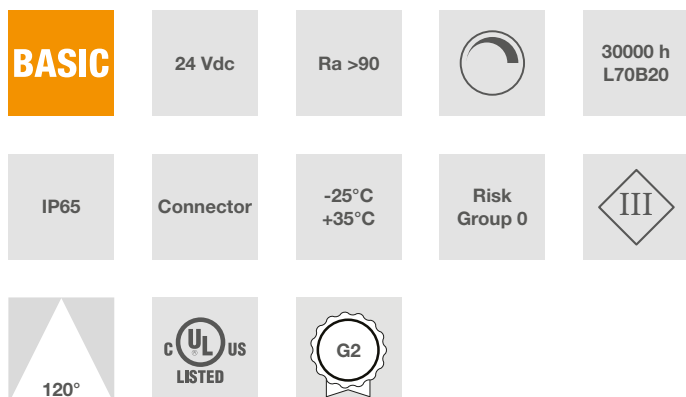 BASIC
24 Vdc
Ra >90
30000 h
L70B20
IP65
Connector
-25°C
+35°C
Risk
Group 0
III
120°
C UL® US
LISTED
G2